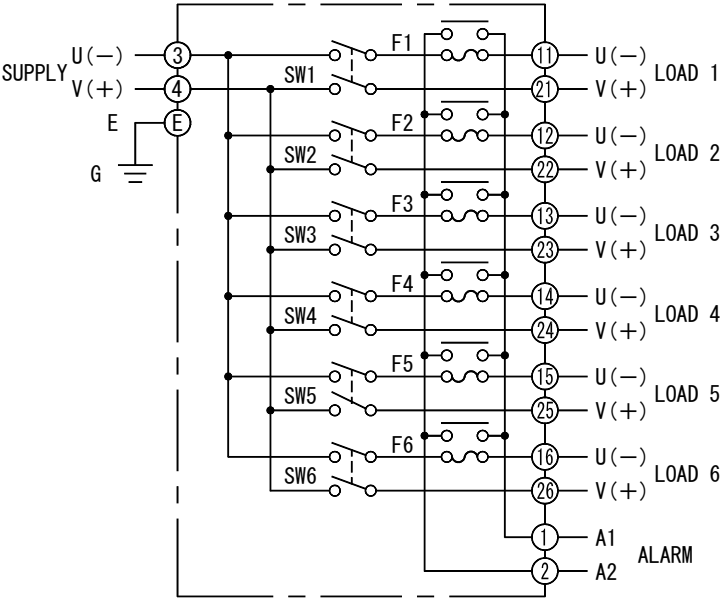 SUPPLY
U(−) 3
V(+) 4
E E
G
F1 11 U(−)
SW1 21 V(+)
LOAD 1
F2 12 U(−)
SW2 22 V(+)
LOAD 2
F3 13 U(−)
SW3 23 V(+)
LOAD 3
F4 14 U(−)
SW4 24 V(+)
LOAD 4
F5 15 U(−)
SW5 25 V(+)
LOAD 5
F6 16 U(−)
SW6 26 V(+)
LOAD 6
1 A1
2 A2
ALARM